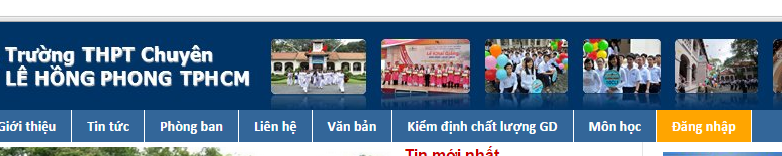 Trường THPT Chuyên
LÊ HỒNG PHONG TPHCM
Giới thiệu Tin tức Phòng ban Liên hệ Văn bản Kiểm định chất lượng GD Môn học Đăng nhập
Tin mới nhất